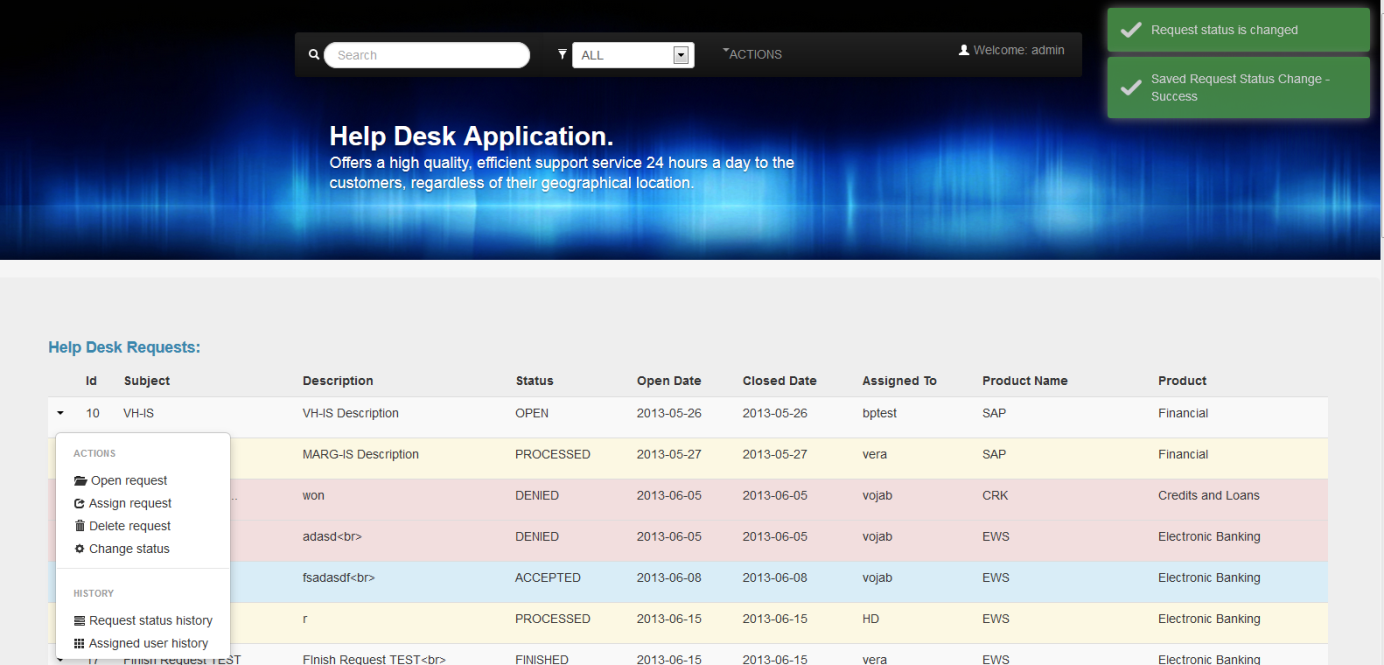 Search
ALL
ACTIONS
Welcome: admin
Request status is changed
Saved Request Status Change -
Success
Help Desk Application.
Offers a high quality, efficient support service 24 hours a day to the
customers, regardless of their geographical location.
Help Desk Requests:
Id Subject Description Status Open Date Closed Date Assigned To Product Name Product
10 VH-IS VH-IS Description OPEN 2013-05-26 2013-05-26 bptest SAP Financial
MARG-IS Description PROCESSED 2013-05-27 2013-05-27 vera SAP Financial
.. won DENIED 2013-06-05 2013-06-05 vojab CRK Credits and Loans
adasd<br> DENIED 2013-06-05 2013-06-05 vojab EWS Electronic Banking
fsadasdf<br> ACCEPTED 2013-06-08 2013-06-08 vojab EWS Electronic Banking
r PROCESSED 2013-06-15 2013-06-15 HD EWS Electronic Banking
17 FInish Request TEST FInish Request TEST<br> FINISHED 2013-06-15 2013-06-15 vera EWS Electronic Banking
ACTIONS
Open request
Assign request
Delete request
Change status
HISTORY
Request status history
Assigned user history